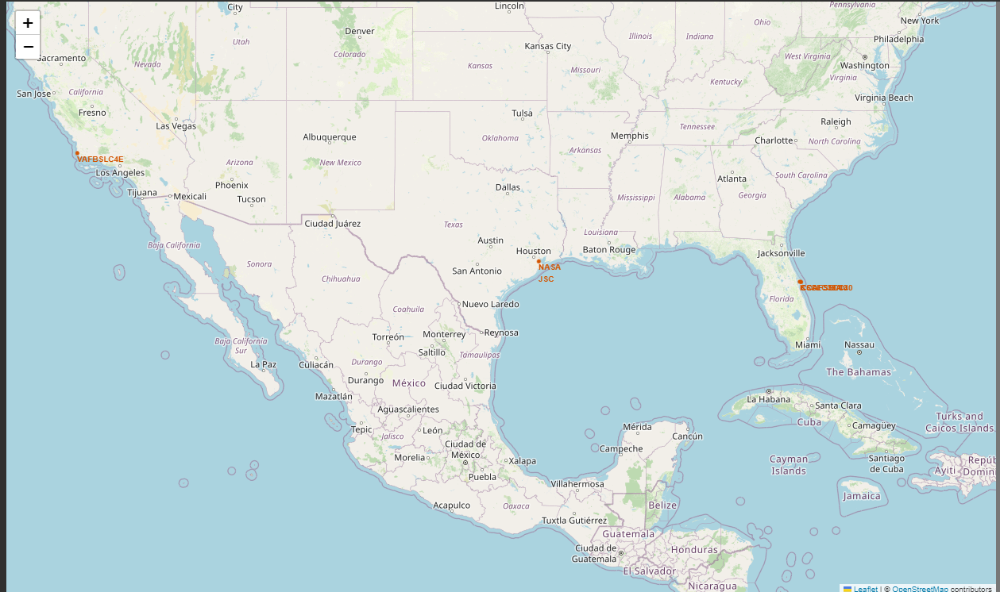 City
Lincoln
Pennsylvania
New York
Ohio
Denver
Illinois
Indiana
Philadelphia
Utah
Kansas City
Colorado
West Virginia
Sacramento
Nevada
Kansas
Missouri
Washington
Kentucky
Virginia
San Jose
California
Virginia Beach
Fresno
Tulsa
Raleigh
Las Vegas
Tennessee
Albuquerque
Oklahoma
Memphis
Charlotte
North Carolina
Arkansas
VAFBSLC4E
Arizona
New Mexico
Los Angeles
South Carolina
Atlanta
Phoenix
Dallas
Tijuana
Mexicali
Tucson
Mississippi
Alabama
Georgia
Ciudad Juárez
Texas
Louisiana
Austin
Baja California
Houston
Baton Rouge
Jacksonville
Sonora
NASA
JSC
San Antonio
Chihuahua
Florida
Nuevo Laredo
Coahuila
Reynosa
Torreón
Monterrey
Baja California
Sur
Saltillo
Tamaulipas
Miami
Nassau
La Paz
Culiacán
Durango
The Bahamas
Durango
México
Ciudad Victoria
Mazatlán
La Habana
Santa Clara
Aguascalientes
Cuba
Turks and
Caicos Islands
Tepic
León
Mérida
Camagüey
Jalisco
Cancún
Ciudad de
México
Campeche
Morelia
Xalapa
Cayman
Islands
Santiago
de Cuba
Repúb
Ayiti
Domin
Puebla
Villahermosa
Jamaica
Acapulco
Oaxaca
Belize
Tuxtla Gutiérrez
Guatemala
Ciudad de
Guatemala
Honduras
El Salvador
Nicaragua
Leaflet | © OpenStreetMap contributors